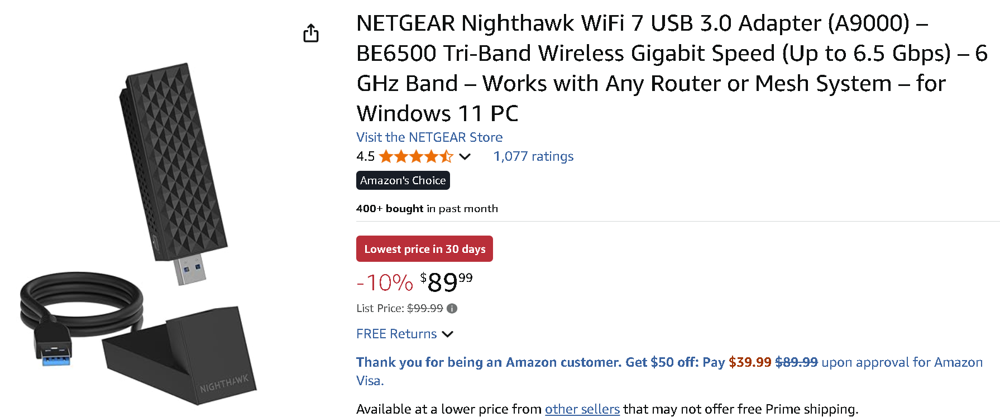 NETGEAR Nighthawk WiFi 7 USB 3.0 Adapter (A9000) –
BE6500 Tri-Band Wireless Gigabit Speed (Up to 6.5 Gbps) – 6
GHz Band – Works with Any Router or Mesh System – for
Windows 11 PC
Visit the NETGEAR Store
4.5 1,077 ratings
Amazon's Choice
400+ bought in past month
Lowest price in 30 days
-10% $89.99
List Price: $99.99
FREE Returns
Thank you for being an Amazon customer. Get $50 off: Pay $39.99 $89.99 upon approval for Amazon
Visa.
Available at a lower price from other sellers that may not offer free Prime shipping.
NIGHTHAWK